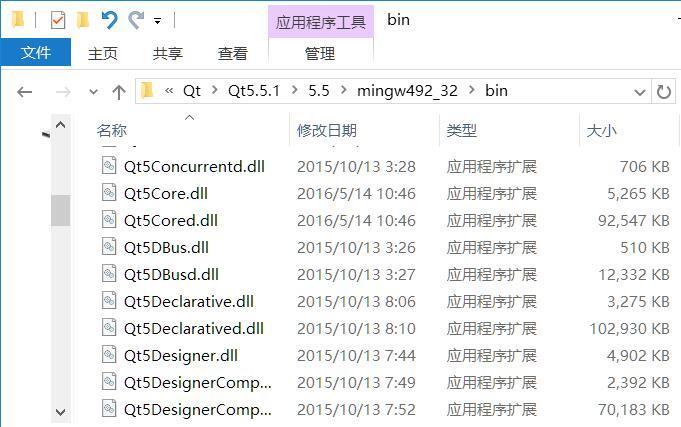 应用程序工具 bin
文件 主页 共享 查看 管理
« Qt > Qt5.5.1 > 5.5 > mingw492_32 > bin
名称 修改日期 类型 大小
Qt5Concurrentd.dll 2015/10/13 3:28 应用程序扩展 706 KB
Qt5Core.dll 2016/5/14 10:46 应用程序扩展 5,265 KB
Qt5Cored.dll 2016/5/14 10:46 应用程序扩展 92,547 KB
Qt5DBus.dll 2015/10/13 3:26 应用程序扩展 510 KB
Qt5DBusd.dll 2015/10/13 3:27 应用程序扩展 12,332 KB
Qt5Declarative.dll 2015/10/13 8:06 应用程序扩展 3,275 KB
Qt5Declaratived.dll 2015/10/13 8:10 应用程序扩展 102,930 KB
Qt5Designer.dll 2015/10/13 7:44 应用程序扩展 4,902 KB
Qt5DesignerComp... 2015/10/13 7:49 应用程序扩展 2,392 KB
Qt5DesignerComp... 2015/10/13 7:52 应用程序扩展 70,183 KB